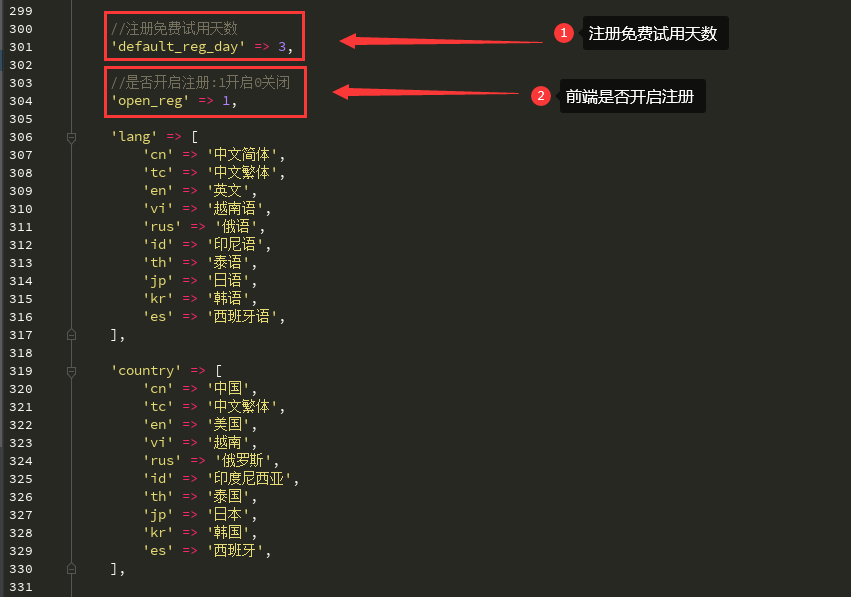 299
300 //注册免费试用天数
301 'default_reg_day' => 3,
1 注册免费试用天数
302
303 //是否开启注册:1开启0关闭
304 'open_reg' => 1,
2 前端是否开启注册
305
306 'lang' => [
307 'cn' => '中文简体',
308 'tc' => '中文繁体',
309 'en' => '英文',
310 'vi' => '越南语',
311 'rus' => '俄语',
312 'id' => '印尼语',
313 'th' => '泰语',
314 'jp' => '日语',
315 'kr' => '韩语',
316 'es' => '西班牙语',
317 ],
318
319 'country' => [
320 'cn' => '中国',
321 'tc' => '中文繁体',
322 'en' => '美国',
323 'vi' => '越南',
324 'rus' => '俄罗斯',
325 'id' => '印度尼西亚',
326 'th' => '泰国',
327 'jp' => '日本',
328 'kr' => '韩国',
329 'es' => '西班牙',
330 ],
331